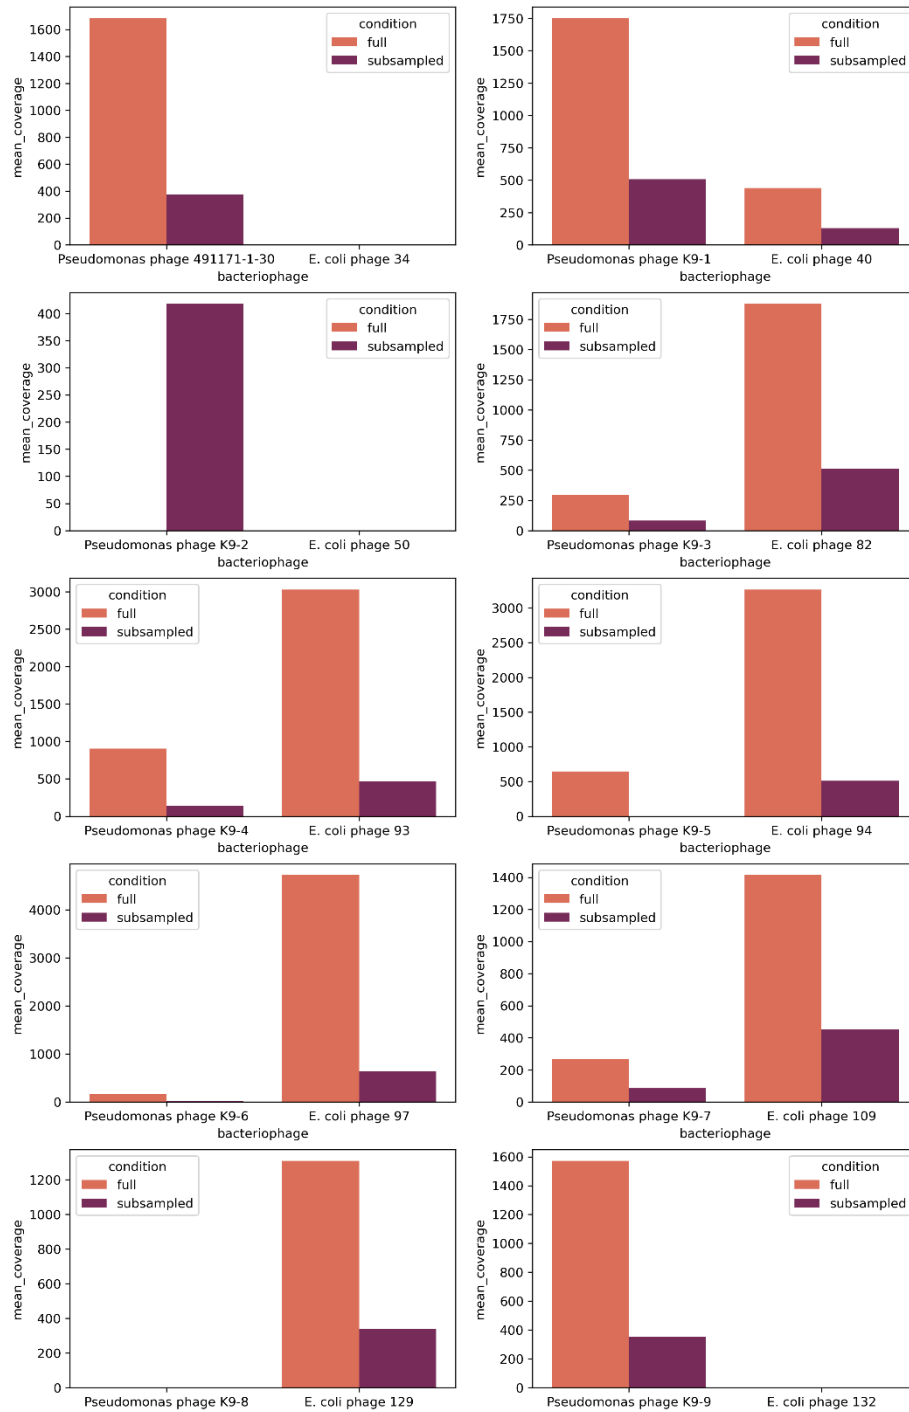 mean_coverage
1600
1400
1200
1000
800
600
400
200
0
condition
full
subsampled
Pseudomonas phage 491171-1-30
E. coli phage 34
bacteriophage
mean_coverage
1750
1500
1250
1000
750
500
250
0
condition
full
subsampled
Pseudomonas phage K9-1
E. coli phage 40
bacteriophage
mean_coverage
400
350
300
250
200
150
100
50
0
condition
full
subsampled
Pseudomonas phage K9-2
E. coli phage 50
bacteriophage
mean_coverage
1750
1500
1250
1000
750
500
250
0
condition
full
subsampled
Pseudomonas phage K9-3
E. coli phage 82
bacteriophage
mean_coverage
3000
2500
2000
1500
1000
500
0
condition
full
subsampled
Pseudomonas phage K9-4
E. coli phage 93
bacteriophage
mean_coverage
3000
2500
2000
1500
1000
500
0
condition
full
subsampled
Pseudomonas phage K9-5
E. coli phage 94
bacteriophage
mean_coverage
4000
3000
2000
1000
0
condition
full
subsampled
Pseudomonas phage K9-6
E. coli phage 97
bacteriophage
mean_coverage
1400
1200
1000
800
600
400
200
0
condition
full
subsampled
Pseudomonas phage K9-7
E. coli phage 109
bacteriophage
mean_coverage
1200
1000
800
600
400
200
0
condition
full
subsampled
Pseudomonas phage K9-8
E. coli phage 129
mean_coverage
1600
1400
1200
1000
800
600
400
200
0
condition
full
subsampled
Pseudomonas phage K9-9
E. coli phage 132